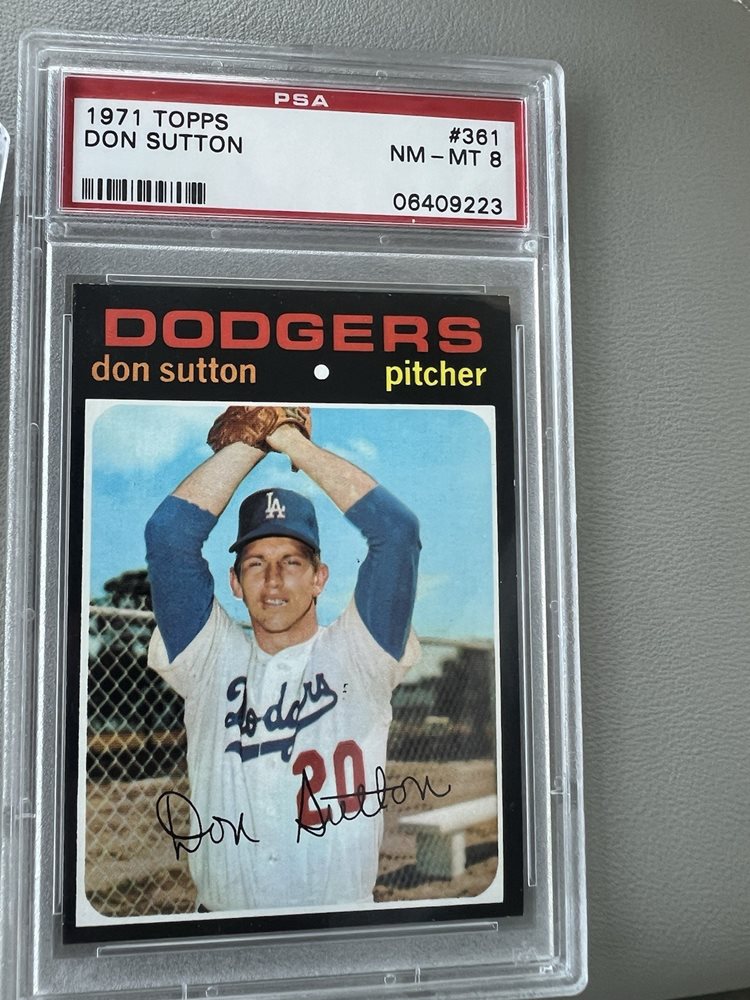 PSA
1971 TOPPS #361
DON SUTTON NM - MT 8
06409223
DODGERS
don sutton pitcher
LA
Dodgers
20
Don Sutton